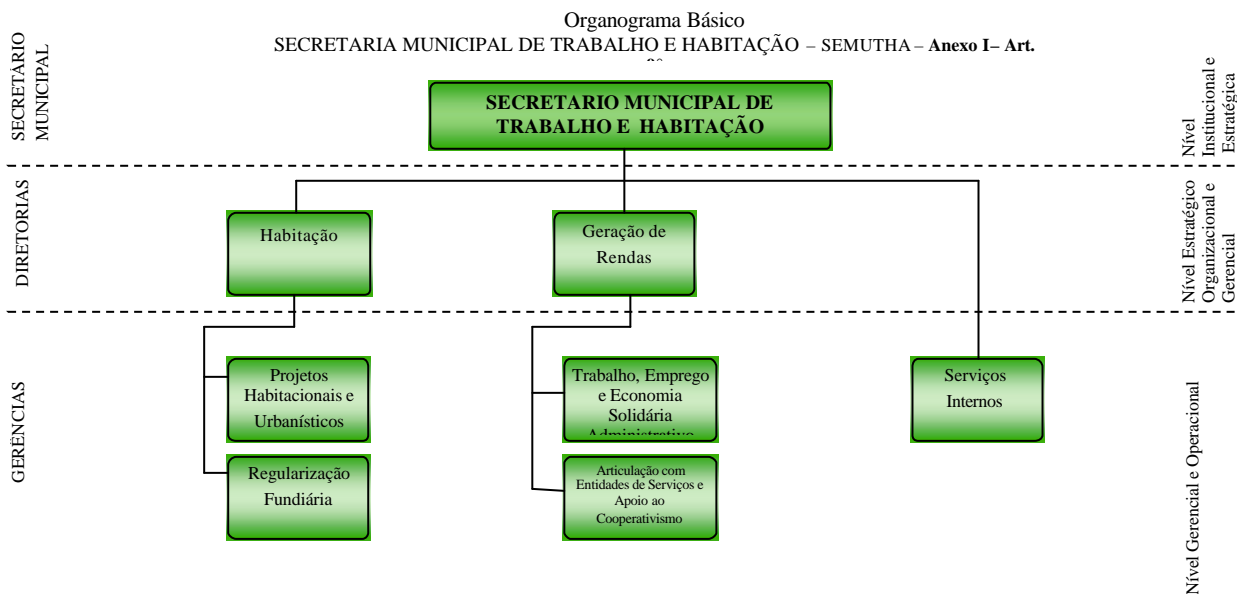 Organograma Básico
SECRETARIA MUNICIPAL DE TRABALHO E HABITAÇÃO – SEMUTHA – Anexo I– Art.
SECRETÁRIO
MUNICIPAL
SECRETARIO MUNICIPAL DE
TRABALHO E HABITAÇÃO
Nível
Institucional e
Estratégica
DIRETORIAS
Habitação
Geração de
Rendas
Nível Estratégico
Organizacional e
Gerencial
GERÊNCIAS
Projetos
Habitacionais e
Urbanísticos
Trabalho, Emprego
e Economia
Solidária
Administrativo
Serviços
Internos
Regularização
Fundiária
Articulação com
Entidades de Serviços e
Apoio ao
Cooperativismo
Nível Gerencial e Operacional